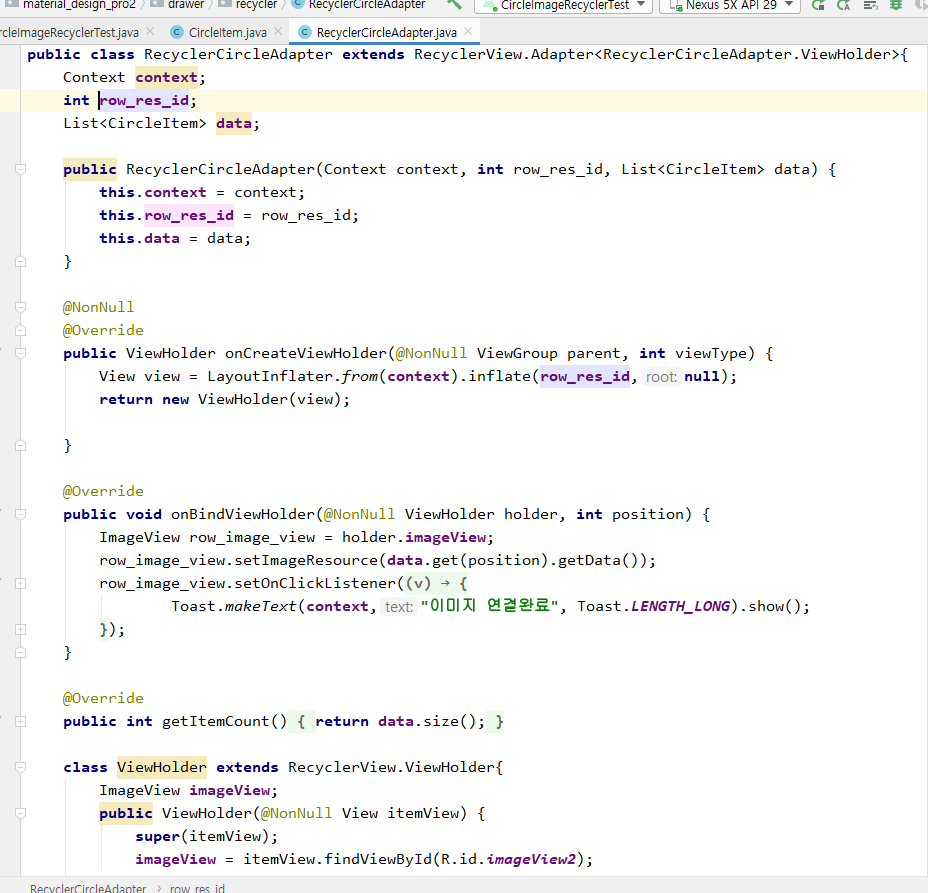 material_design_pro2 drawer recycler RecyclerCircleAdapter CircleImageRecyclerTest Nexus 5X API 29
rcleImageRecyclerTest.java CircleItem.java RecyclerCircleAdapter.java
public class RecyclerCircleAdapter extends RecyclerView.Adapter<RecyclerCircleAdapter.ViewHolder>{
Context context;
int row_res_id;
List<CircleItem> data;
public RecyclerCircleAdapter(Context context, int row_res_id, List<CircleItem> data) {
this.context = context;
this.row_res_id = row_res_id;
this.data = data;
}
@NonNull
@Override
public ViewHolder onCreateViewHolder(@NonNull ViewGroup parent, int viewType) {
View view = LayoutInflater.from(context).inflate(row_res_id, root: null);
return new ViewHolder(view);
}
@Override
public void onBindViewHolder(@NonNull ViewHolder holder, int position) {
ImageView row_image_view = holder.imageView;
row_image_view.setImageResource(data.get(position).getData());
row_image_view.setOnClickListener((v) → {
Toast.makeText(context, text: "이미지 연결완료", Toast.LENGTH_LONG).show();
});
}
@Override
public int getItemCount() { return data.size(); }
class ViewHolder extends RecyclerView.ViewHolder{
ImageView imageView;
public ViewHolder(@NonNull View itemView) {
super(itemView);
imageView = itemView.findViewById(R.id.imageView2);
RecyclerCircleAdapter > row_res_id